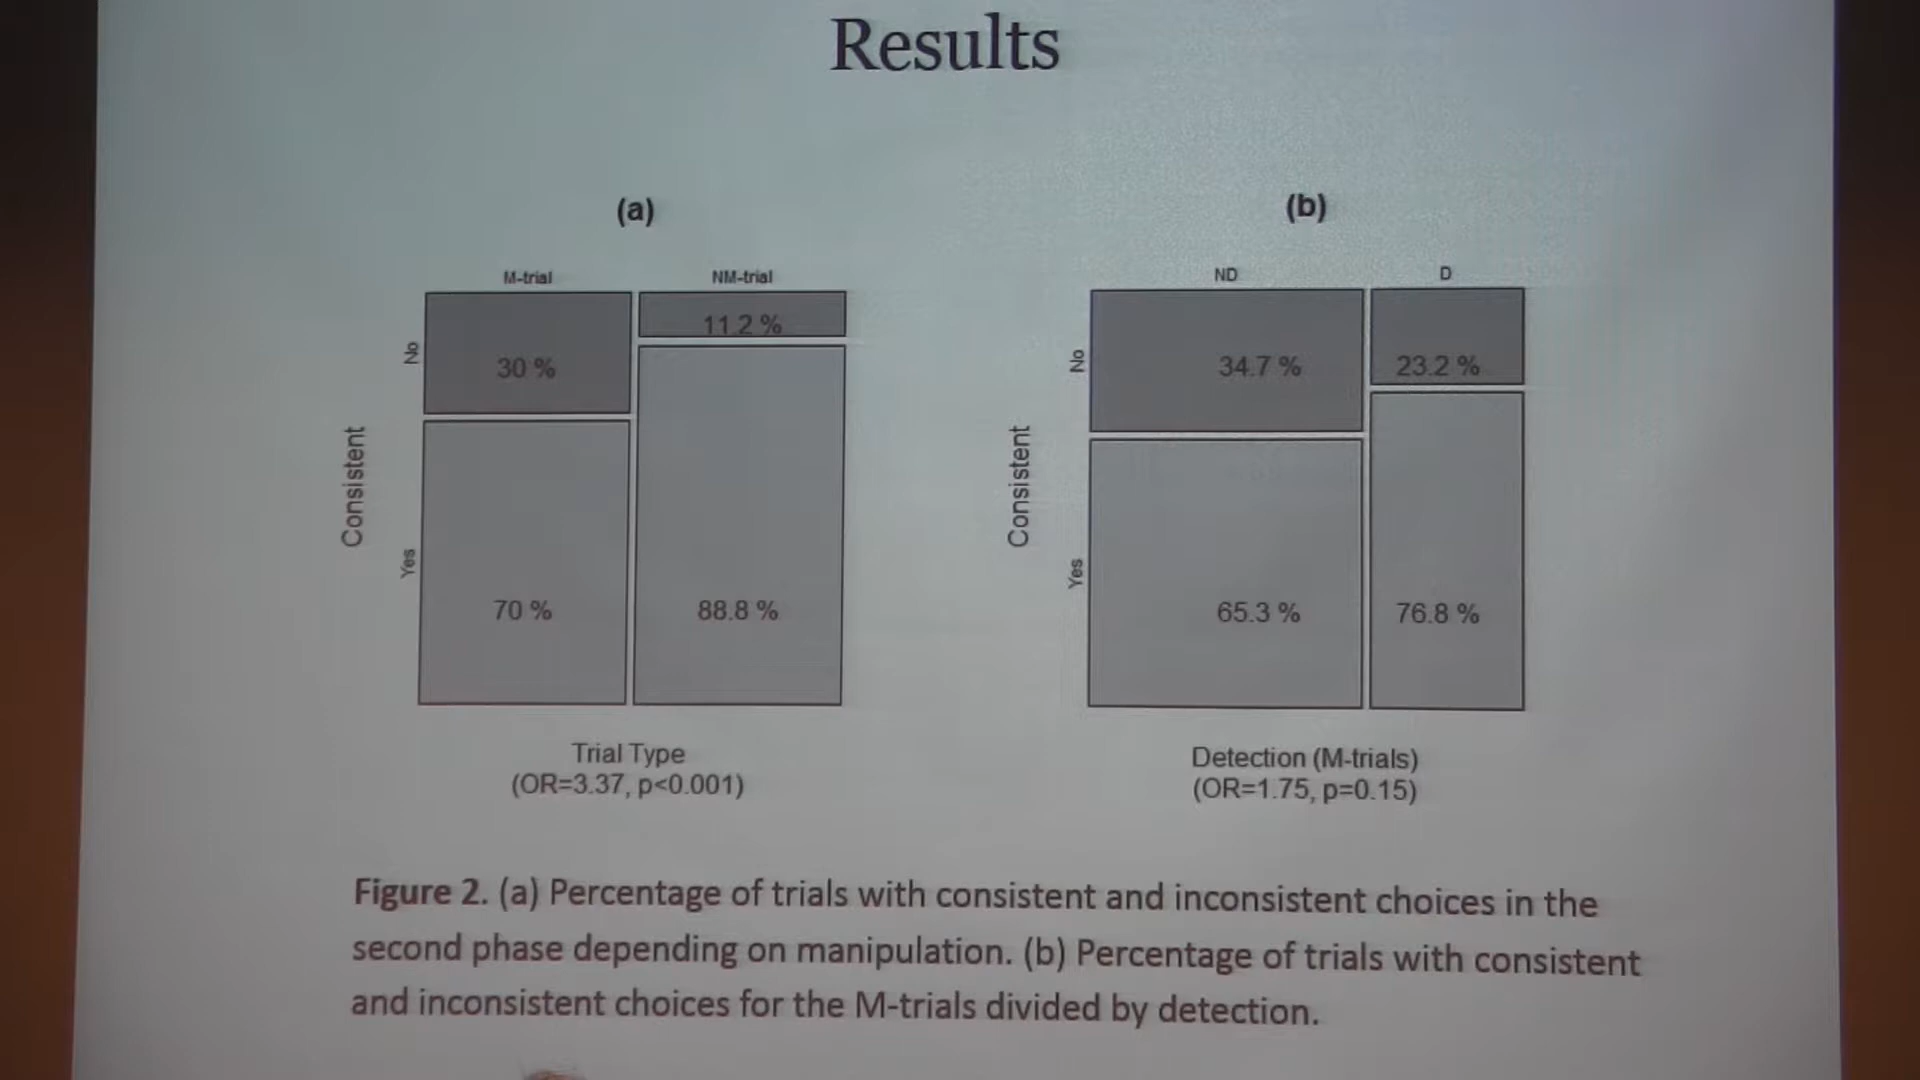 Results
(a)
M-trial NM-trial
No
30 %
11.2 %
Consistent
Yes
70 %
88.8 %
Trial Type
(OR=3.37, p<0.001)
(b)
ND D
No
34.7 %
23.2 %
Consistent
Yes
65.3 %
76.8 %
Detection (M-trials)
(OR=1.75, p=0.15)
Figure 2. (a) Percentage of trials with consistent and inconsistent choices in the
second phase depending on manipulation. (b) Percentage of trials with consistent
and inconsistent choices for the M-trials divided by detection.